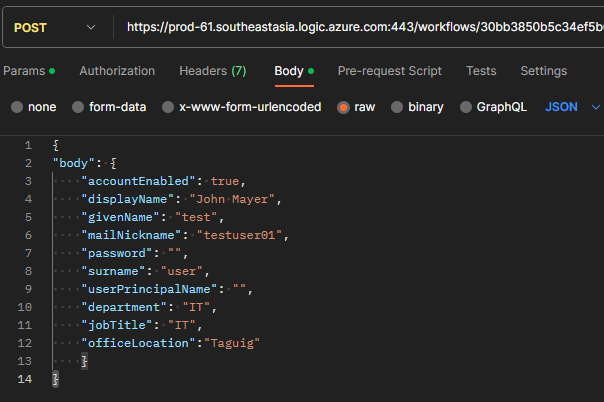 POST https://prod-61.southeastasia.logic.azure.com:443/workflows/30bb3850b5c34ef5b
Params Authorization Headers (7) Body Pre-request Script Tests Settings
none form-data x-www-form-urlencoded raw binary GraphQL JSON
1 {
2 "body": {
3 "accountEnabled": true,
4 "displayName": "John Mayer",
5 "givenName": "test",
6 "mailNickname": "testuser01",
7 "password": "",
8 "surname": "user",
9 "userPrincipalName": "",
10 "department": "IT",
11 "jobTitle": "IT",
12 "officeLocation":"Taguig"
13 }
14 }